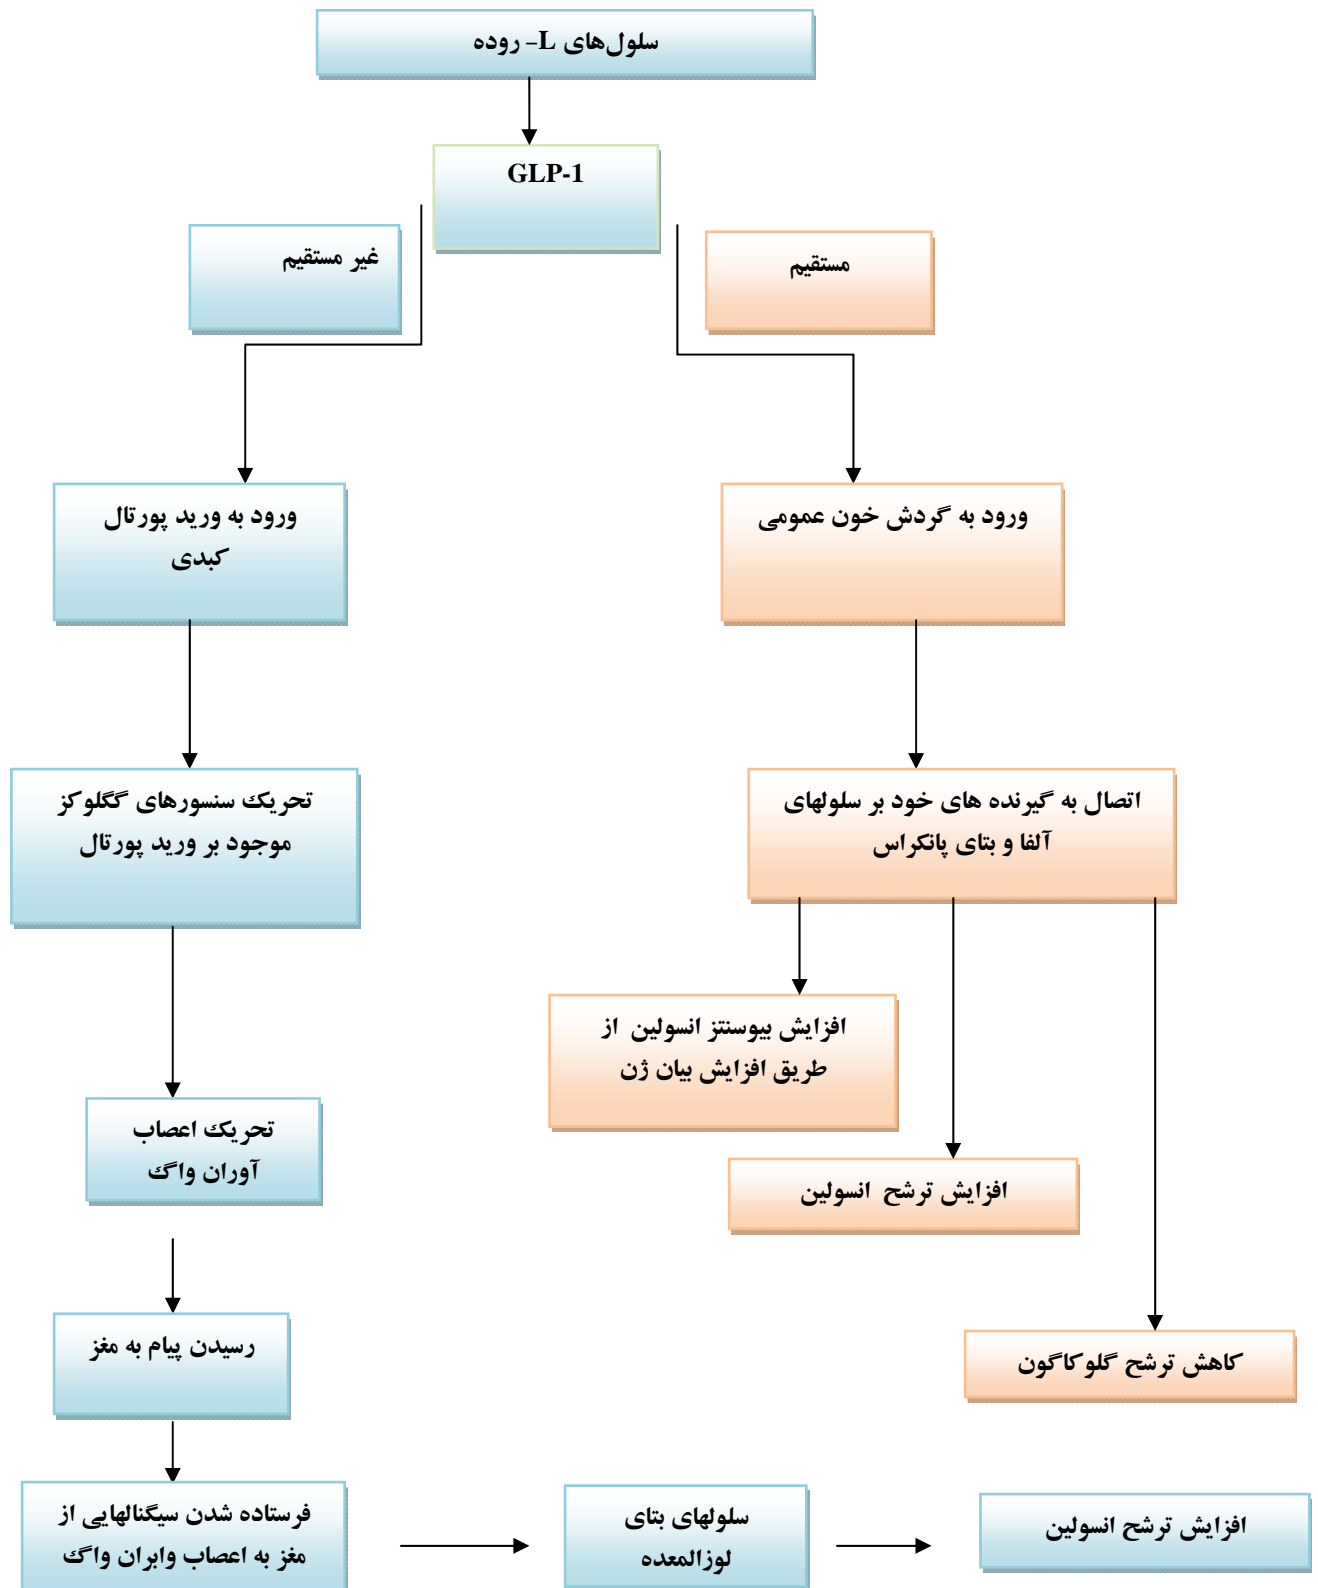 سلول‌های L- روده
GLP-1
غیر مستقیم
مستقیم
ورود به ورید پورتال
کبدی
ورود به گردش خون عمومی
تحریک سنسورهای گگلوکز
موجود بر ورید پورتال
اتصال به گیرنده های خود بر سلولهای
آلفا و بتای پانکراس
افزایش بیوسنتز انسولین از
طریق افزایش بیان ژن
تحریک اعصاب
آوران واگ
افزایش ترشح انسولین
رسیدن پیام به مغز
کاهش ترشح گلوکاگون
فرستاده شدن سیگنالهایی از
مغز به اعصاب وابران واگ
سلولهای بتای
لوزالمعده
افزایش ترشح انسولین